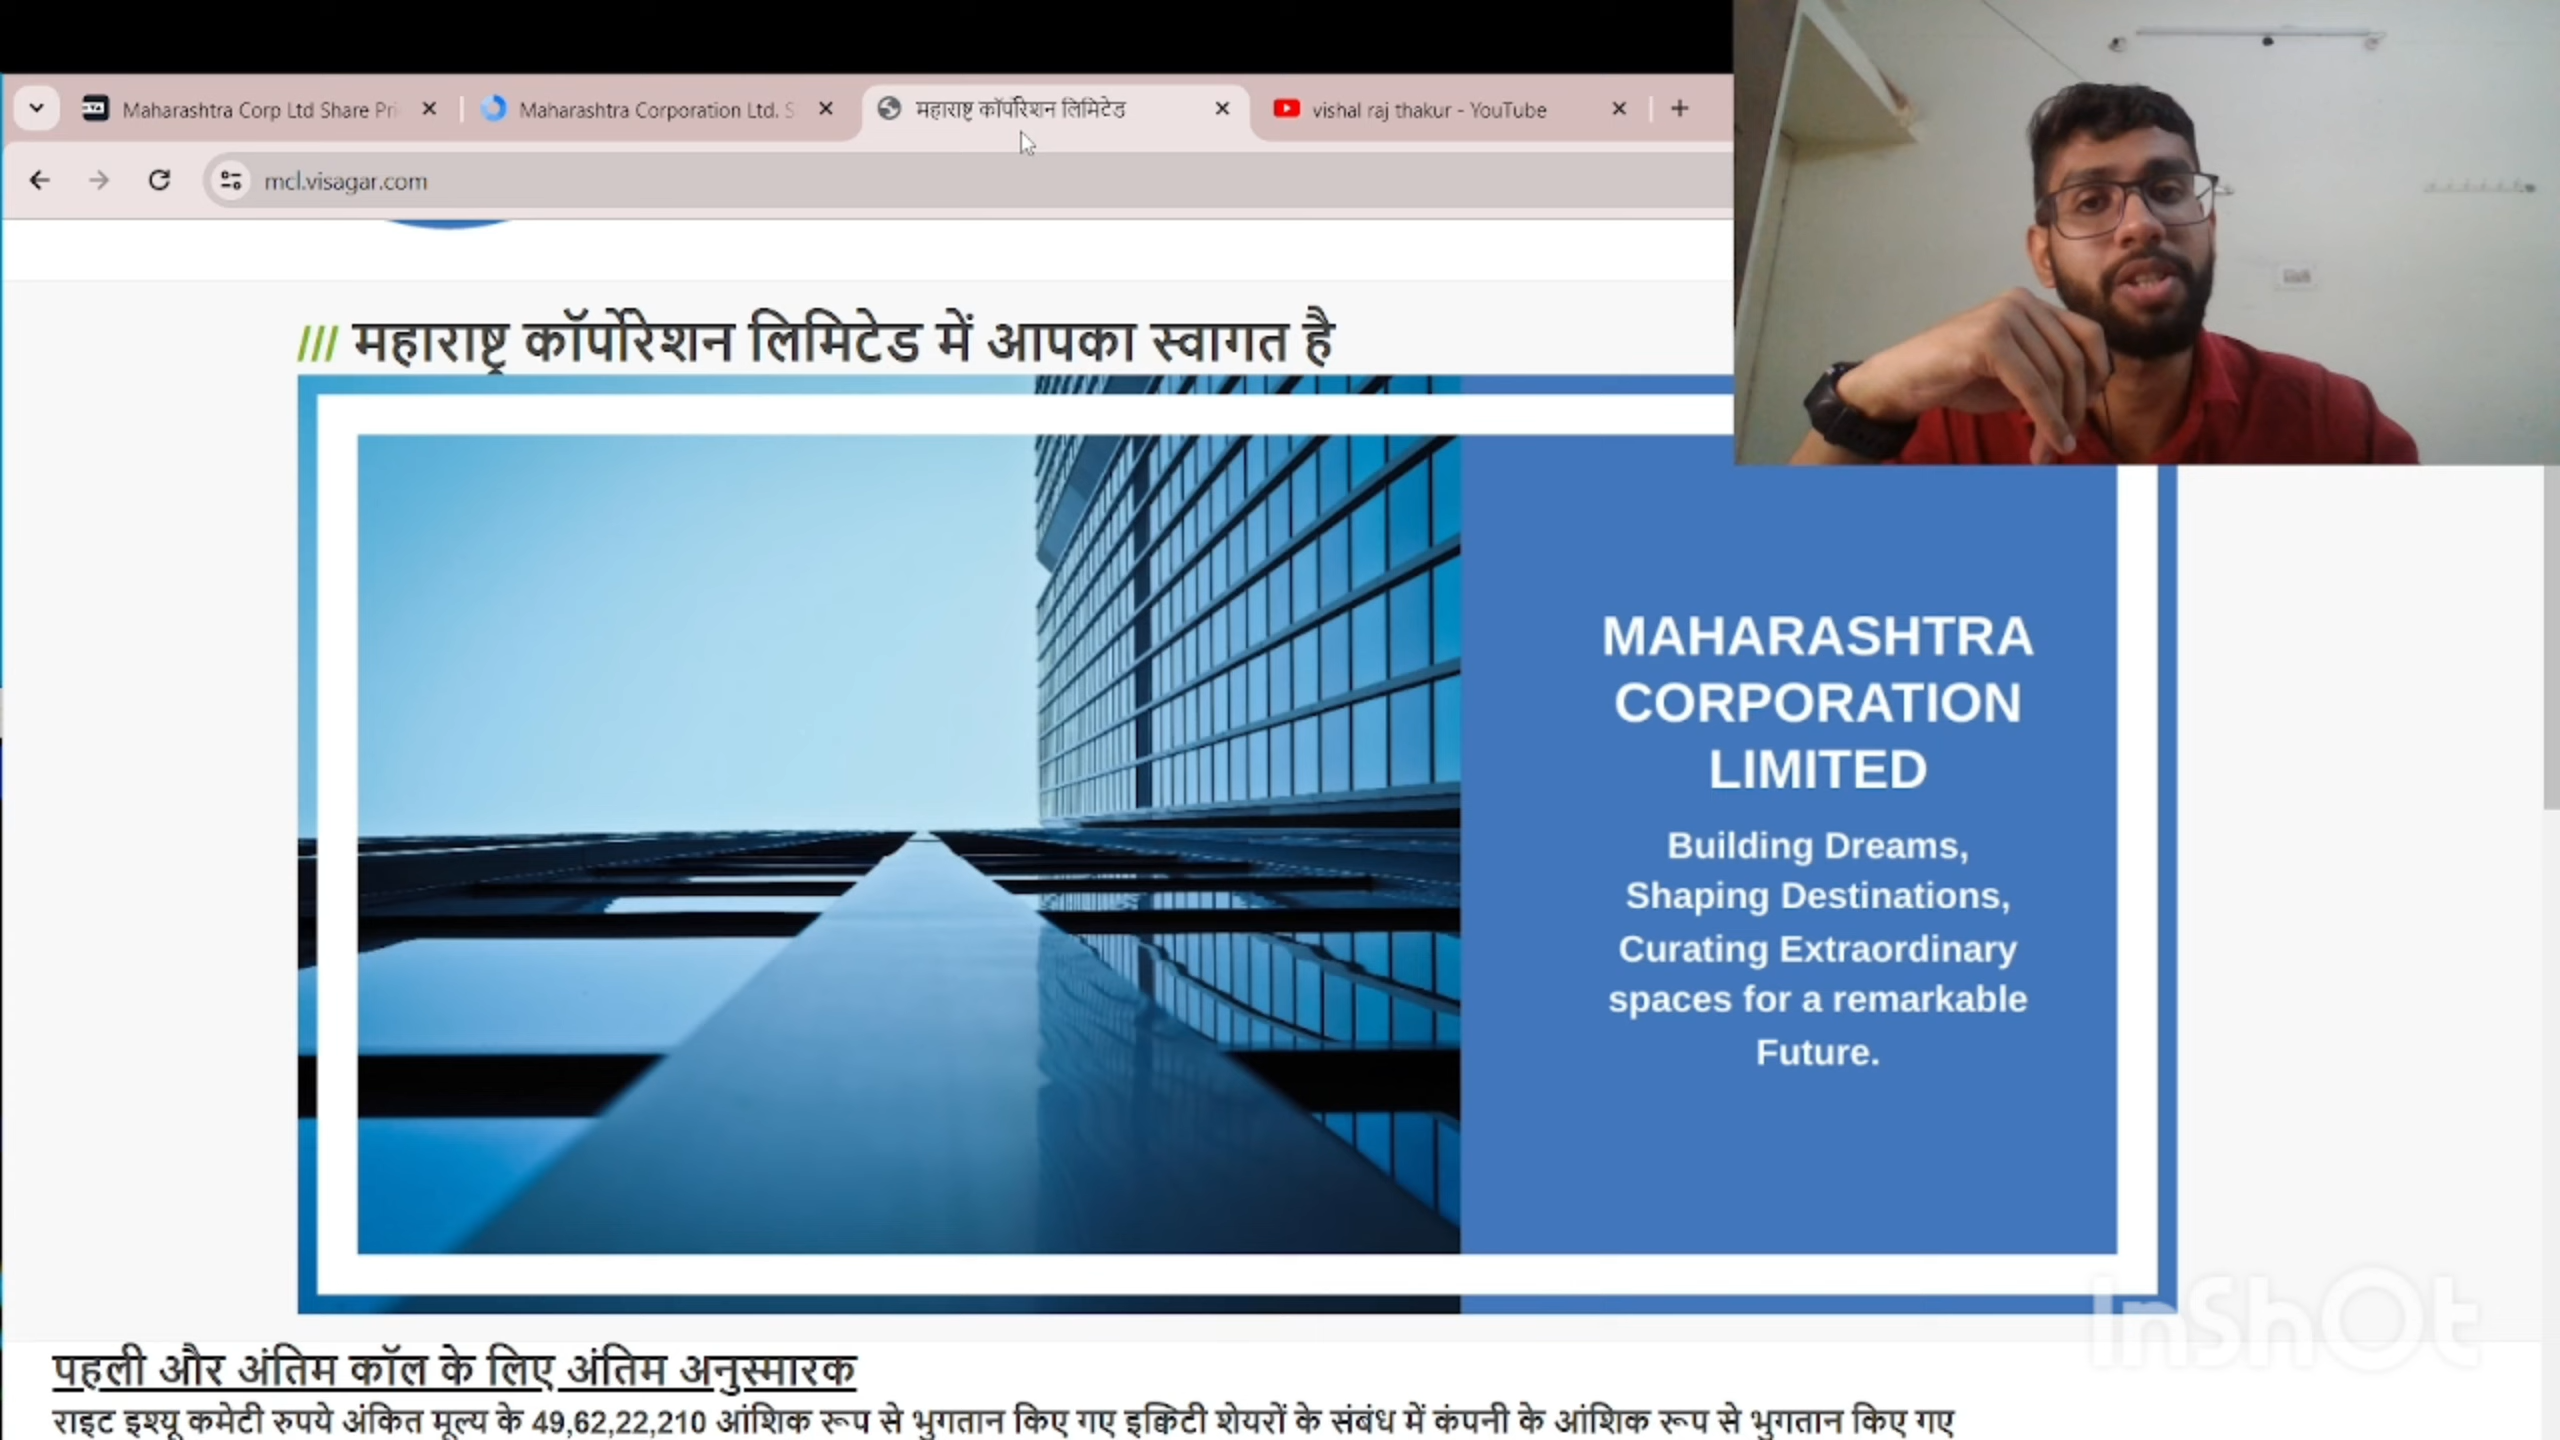 Maharashtra Corp Ltd Share Pri
Maharashtra Corporation Ltd. S
महाराष्ट्र कॉर्पोरेशन लिमिटेड
vishal raj thakur - YouTube
mcl.visagar.com
/// महाराष्ट्र कॉर्पोरेशन लिमिटेड में आपका स्वागत है
MAHARASHTRA
CORPORATION
LIMITED
Building Dreams,
Shaping Destinations,
Curating Extraordinary
spaces for a remarkable
Future.
InShOt
पहली और अंतिम कॉल के लिए अंतिम अनुस्मारक
राइट इश्यू कमेटी रुपये अंकित मूल्य के 49,62,22,210 आंशिक रूप से भुगतान किए गए इक्विटी शेयरों के संबंध में कंपनी के आंशिक रूप से भुगतान किए गए